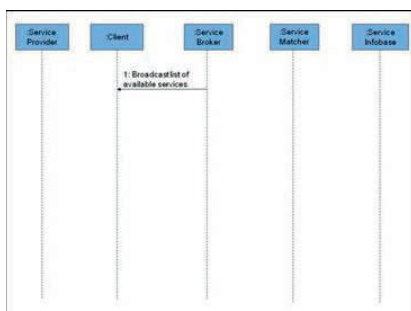 :Service
Provider
:Client
:Service
Broker
:Service
Matcher
:Service
Infobase
1: Broadcast list of
available services